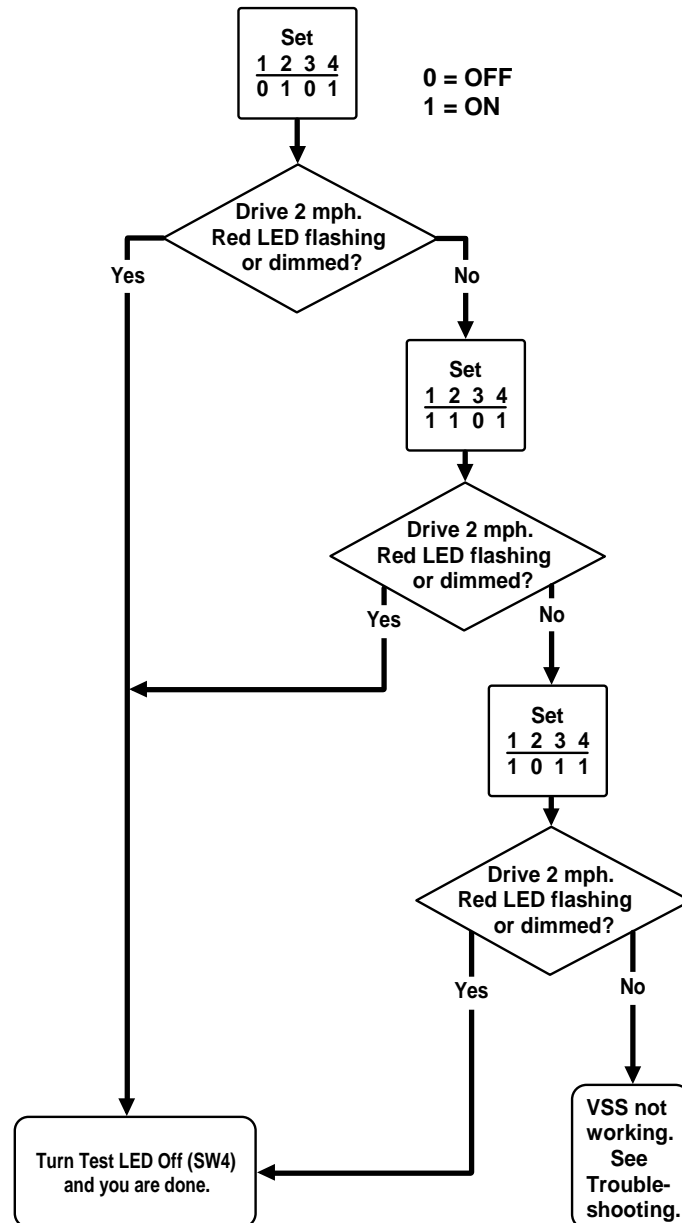 Set
1 2 3 4
0 1 0 1
0 = OFF
1 = ON
Drive 2 mph.
Red LED flashing
or dimmed?
Yes
No
Set
1 2 3 4
1 1 0 1
Drive 2 mph.
Red LED flashing
or dimmed?
Yes
No
Set
1 2 3 4
1 0 1 1
Drive 2 mph.
Red LED flashing
or dimmed?
Yes
No
Turn Test LED Off (SW4)
and you are done.
VSS not
working.
See
Trouble-
shooting.